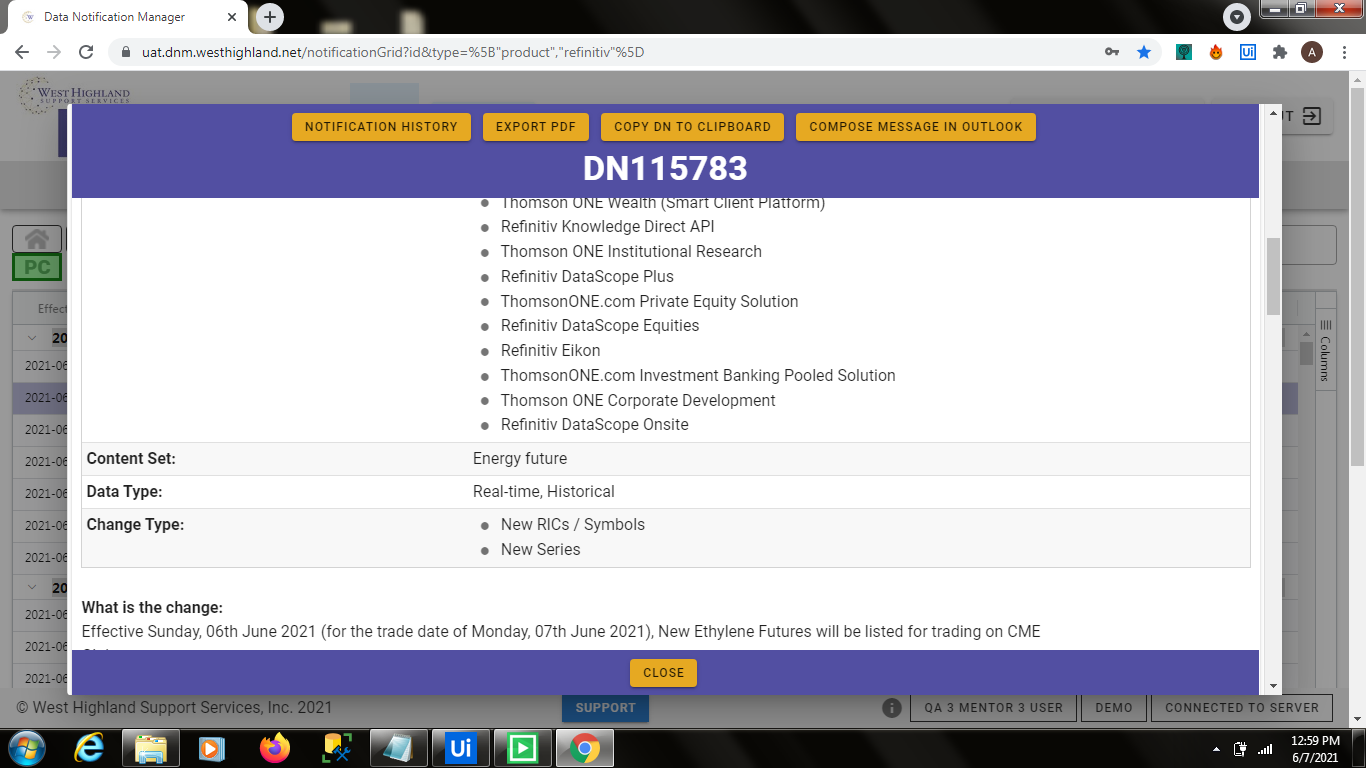 Data Notification Manager
uat.dnm.westhighland.net/notificationGrid?id&type=%5B"product","refinitiv"%5D
Ui
A
WEST HIGHLAND
SUPPORT SERVICES
NOTIFICATION HISTORY
EXPORT PDF
COPY DN TO CLIPBOARD
COMPOSE MESSAGE IN OUTLOOK
UT
DN115783
Thomson ONE Wealth (Smart Client Platform)
Refinitiv Knowledge Direct API
Thomson ONE Institutional Research
Refinitiv DataScope Plus
ThomsonONE.com Private Equity Solution
Refinitiv DataScope Equities
Refinitiv Eikon
ThomsonONE.com Investment Banking Pooled Solution
Thomson ONE Corporate Development
Refinitiv DataScope Onsite
Content Set: Energy future
Data Type: Real-time, Historical
Change Type:
New RICs / Symbols
New Series
What is the change:
Effective Sunday, 06th June 2021 (for the trade date of Monday, 07th June 2021), New Ethylene Futures will be listed for trading on CME
PC
Effect
20
2021-06
2021-06
2021-06
2021-06
2021-06
2021-06
2021-06
20
2021-06
2021-06
2021-06
Columns
CLOSE
© West Highland Support Services, Inc. 2021
SUPPORT
QA 3 MENTOR 3 USER
DEMO
CONNECTED TO SERVER
Ui
12:59 PM
6/7/2021